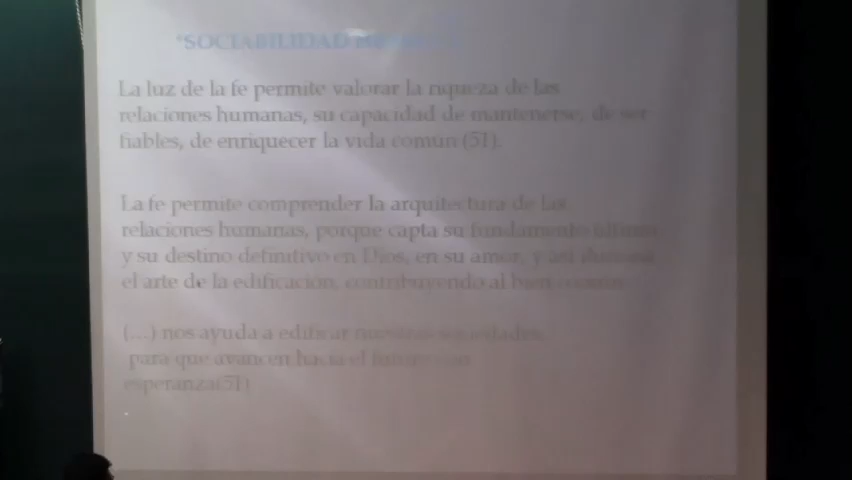 *SOCIABILIDAD
La luz de la fe permite valorar la riqueza de las
relaciones humanas, su capacidad de mantenerse, de ser
fiables, de enriquecer la vida común (51).
La fe permite comprender la arquitectura de las
relaciones humanas, porque capta su fundamento último
y su destino definitivo en Dios, en su amor, y así ilumina
el arte de la edificación, contribuyendo al bien común
(...) nos ayuda a edificar nuestras sociedades,
para que avancen hacia el futuro con
esperanza(51)